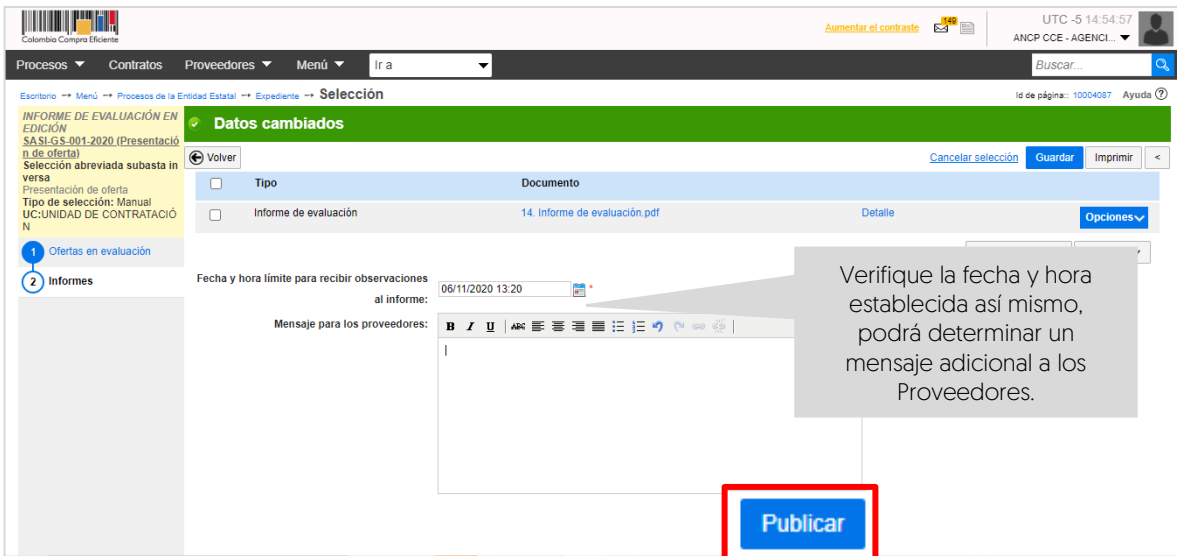 Colombia Compra Eficiente
Aumentar el contraste
149
UTC -5 14:54:57
ANCP CCE - AGENCI...
Procesos Contratos Proveedores Menú Ir a Buscar...
Escritorio → Menú → Procesos de la Entidad Estatal → Expediente → Selección
Id de página:: 10004087 Ayuda ?
INFORME DE EVALUACIÓN EN
EDICIÓN
SASI-GS-001-2020 (Presentació
n de oferta)
Selección abreviada subasta in
versa
Presentación de oferta
Tipo de selección: Manual
UC:UNIDAD DE CONTRATACIÓ
N
1 Ofertas en evaluación
2 Informes
Datos cambiados
Volver
Cancelar selección Guardar Imprimir <
Tipo Documento
Informe de evaluación 14. Informe de evaluación.pdf Detalle Opciones
Fecha y hora límite para recibir observaciones
al informe:
06/11/2020 13:20 *
Mensaje para los proveedores:
B I U ABC
Verifique la fecha y hora
establecida así mismo,
podrá determinar un
mensaje adicional a los
Proveedores.
Publicar